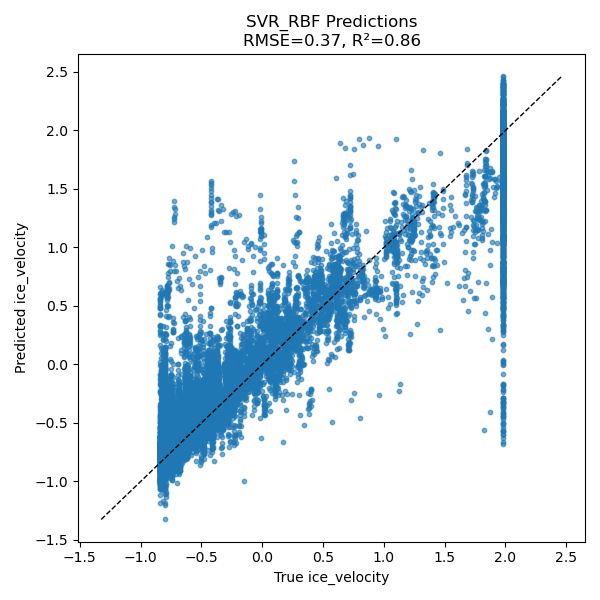 SVR_RBF Predictions
RMSE=0.37, R²=0.86
Predicted ice_velocity
2.5
2.0
1.5
1.0
0.5
0.0
−0.5
−1.0
−1.5
−1.5 −1.0 −0.5 0.0 0.5 1.0 1.5 2.0 2.5
True ice_velocity